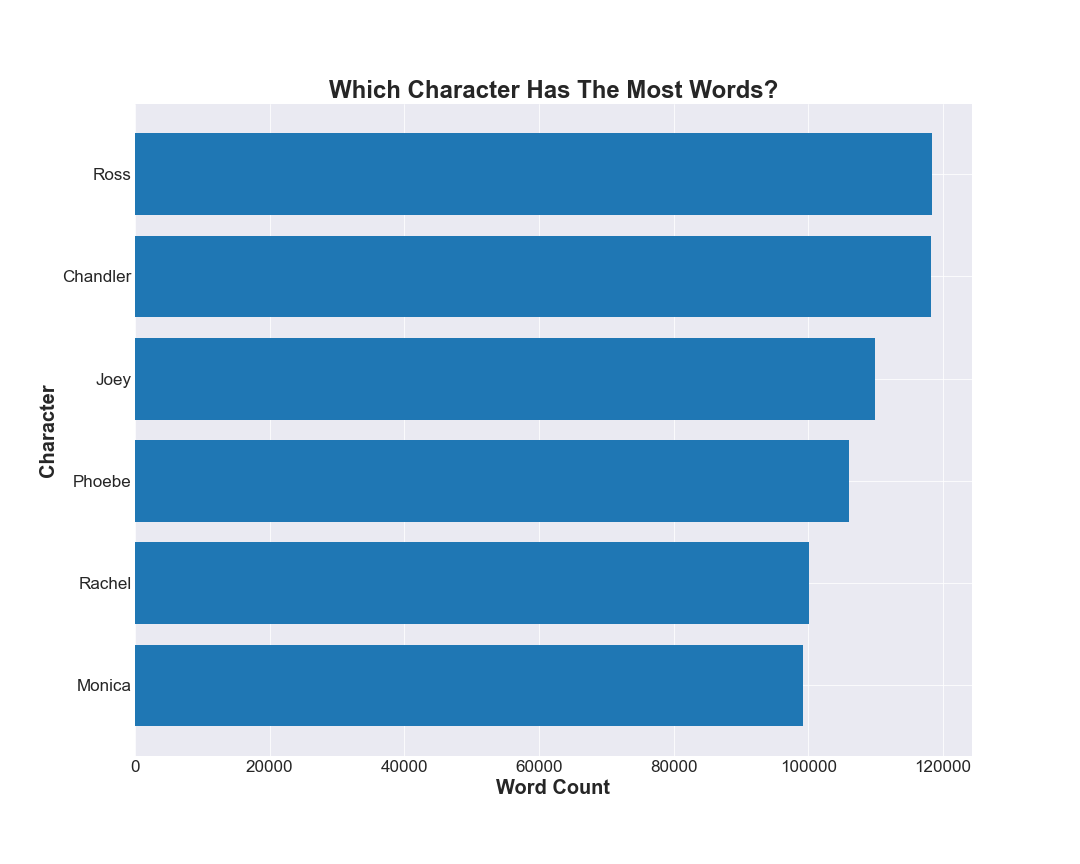 Which Character Has The Most Words?
Character
Ross
Chandler
Joey
Phoebe
Rachel
Monica
0 20000 40000 60000 80000 100000 120000
Word Count